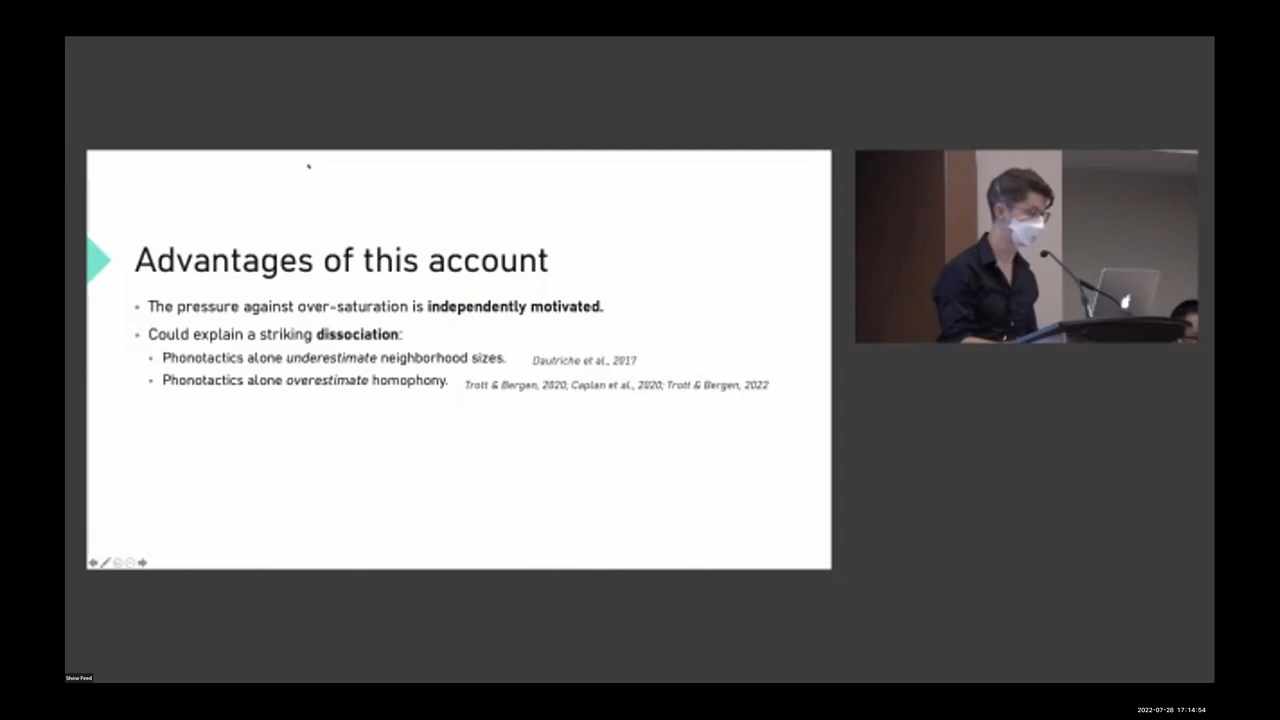 Advantages of this account
The pressure against over-saturation is independently motivated.
Could explain a striking dissociation:
Phonotactics alone underestimate neighborhood sizes. Dautriche et al., 2017
Phonotactics alone overestimate homophony. Trott & Bergen, 2020; Caplan et al., 2020; Trott & Bergen, 2022
Show Feed
2022-07-28 17:14:54